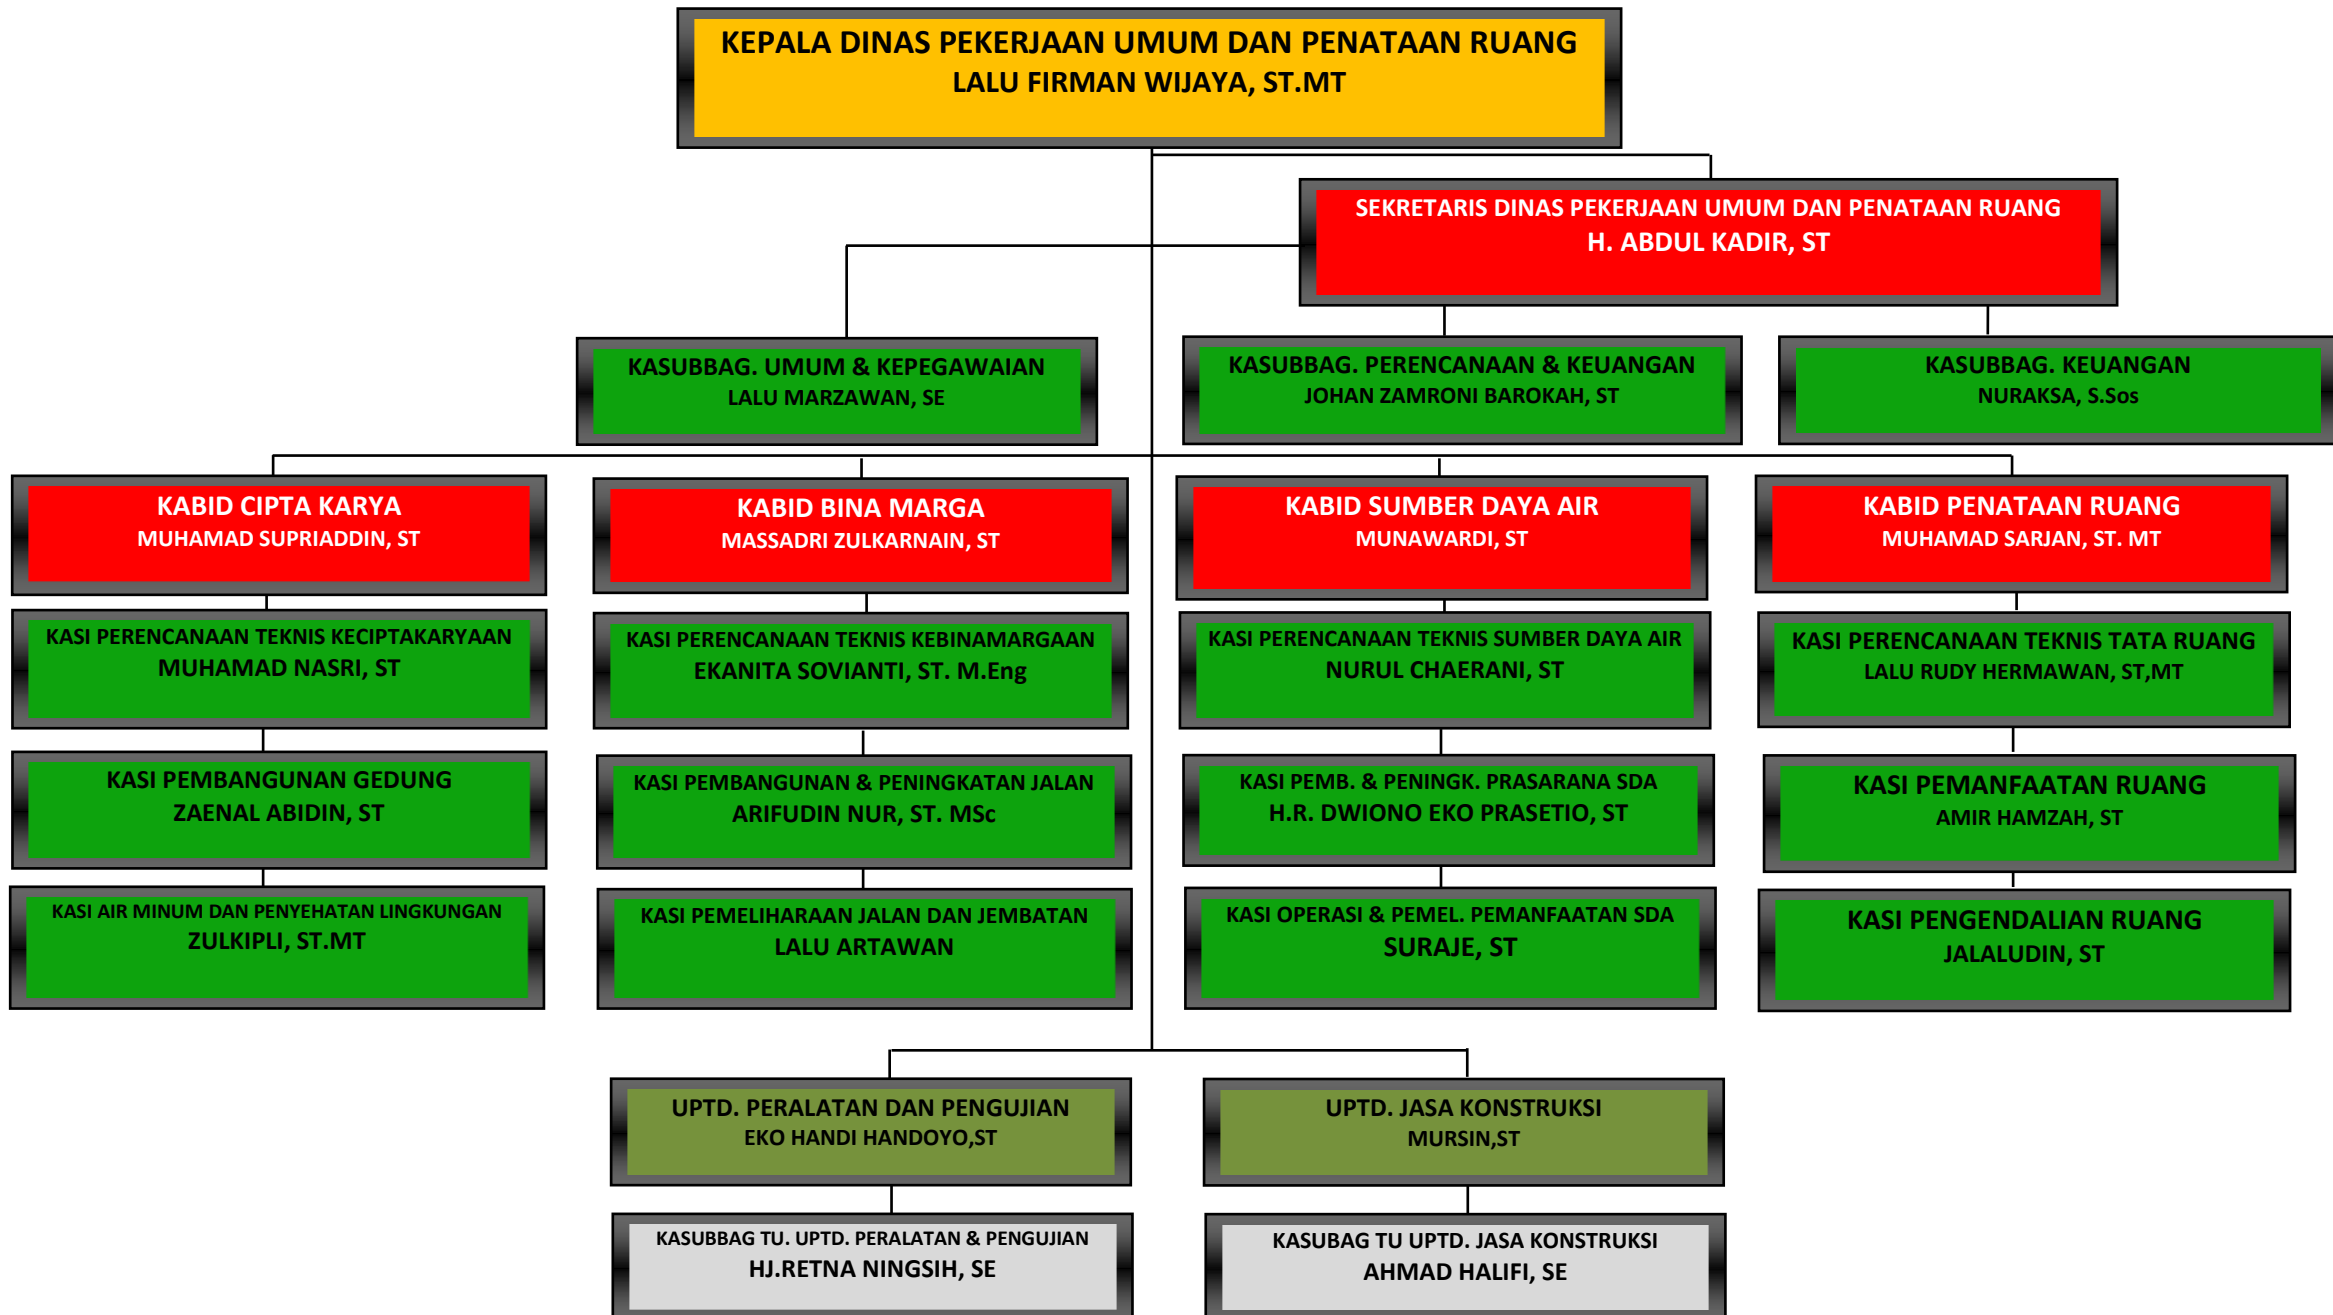 KEPALA DINAS PEKERJAAN UMUM DAN PENATAAN RUANG
LALU FIRMAN WIJAYA, ST.MT
SEKRETARIS DINAS PEKERJAAN UMUM DAN PENATAAN RUANG
H. ABDUL KADIR, ST
KASUBBAG. UMUM & KEPEGAWAIAN
LALU MARZAWAN, SE
KASUBBAG. PERENCANAAN & KEUANGAN
JOHAN ZAMRONI BAROKAH, ST
KASUBBAG. KEUANGAN
NURAKSA, S.Sos
KABID CIPTA KARYA
MUHAMAD SUPRIADDIN, ST
KABID BINA MARGA
MASSADRI ZULKARNAIN, ST
KABID SUMBER DAYA AIR
MUNAWARDI, ST
KABID PENATAAN RUANG
MUHAMAD SARJAN, ST. MT
KASI PERENCANAAN TEKNIS KECIPTAKARYAAN
MUHAMAD NASRI, ST
KASI PERENCANAAN TEKNIS KEBINAMARGAAN
EKANITA SOVIANTI, ST. M.Eng
KASI PERENCANAAN TEKNIS SUMBER DAYA AIR
NURUL CHAERANI, ST
KASI PERENCANAAN TEKNIS TATA RUANG
LALU RUDY HERMAWAN, ST,MT
KASI PEMBANGUNAN GEDUNG
ZAENAL ABIDIN, ST
KASI PEMBANGUNAN & PENINGKATAN JALAN
ARIFUDIN NUR, ST. MSc
KASI PEMB. & PENINGK. PRASARANA SDA
H.R. DWIONO EKO PRASETIO, ST
KASI PEMANFAATAN RUANG
AMIR HAMZAH, ST
KASI AIR MINUM DAN PENYEHATAN LINGKUNGAN
ZULKIPLI, ST.MT
KASI PEMELIHARAAN JALAN DAN JEMBATAN
LALU ARTAWAN
KASI OPERASI & PEMEL. PEMANFAATAN SDA
SURAJE, ST
KASI PENGENDALIAN RUANG
JALALUDIN, ST
UPTD. PERALATAN DAN PENGUJIAN
EKO HANDI HANDOYO,ST
UPTD. JASA KONSTRUKSI
MURSIN,ST
KASUBBAG TU. UPTD. PERALATAN & PENGUJIAN
HJ.RETNA NINGSIH, SE
KASUBAG TU UPTD. JASA KONSTRUKSI
AHMAD HALIFI, SE